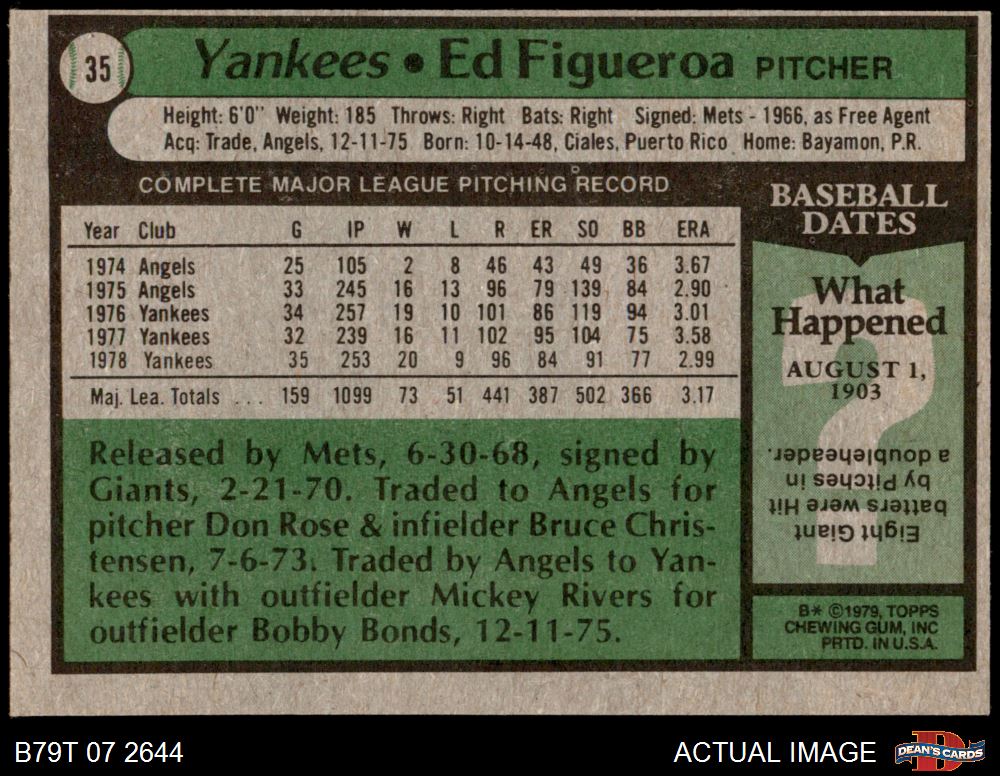 35
Yankees • Ed Figueroa PITCHER
Height: 6'0" Weight: 185 Throws: Right Bats: Right Signed: Mets - 1966, as Free Agent
Acq: Trade, Angels, 12-11-75 Born: 10-14-48, Ciales, Puerto Rico Home: Bayamon, P.R.
COMPLETE MAJOR LEAGUE PITCHING RECORD
Year Club G IP W L R ER SO BB ERA
1974 Angels 25 105 2 8 46 43 49 36 3.67
1975 Angels 33 245 16 13 96 79 139 84 2.90
1976 Yankees 34 257 19 10 101 86 119 94 3.01
1977 Yankees 32 239 16 11 102 95 104 75 3.58
1978 Yankees 35 253 20 9 96 84 91 77 2.99
Maj. Lea. Totals ... 159 1099 73 51 441 387 502 366 3.17
Released by Mets, 6-30-68, signed by
Giants, 2-21-70. Traded to Angels for
pitcher Don Rose & infielder Bruce Chris-
tensen, 7-6-73. Traded by Angels to Yan-
kees with outfielder Mickey Rivers for
outfielder Bobby Bonds, 12-11-75.
BASEBALL
DATES
What
Happened
AUGUST 1,
1903
?
Eight Giant
batters were Hit
by Pitches in
a doubleheader.
B* ©1979, TOPPS
CHEWING GUM, INC
PRTD. IN U.S.A.
B79T 07 2644
ACTUAL IMAGE
D
DEAN'S CARDS